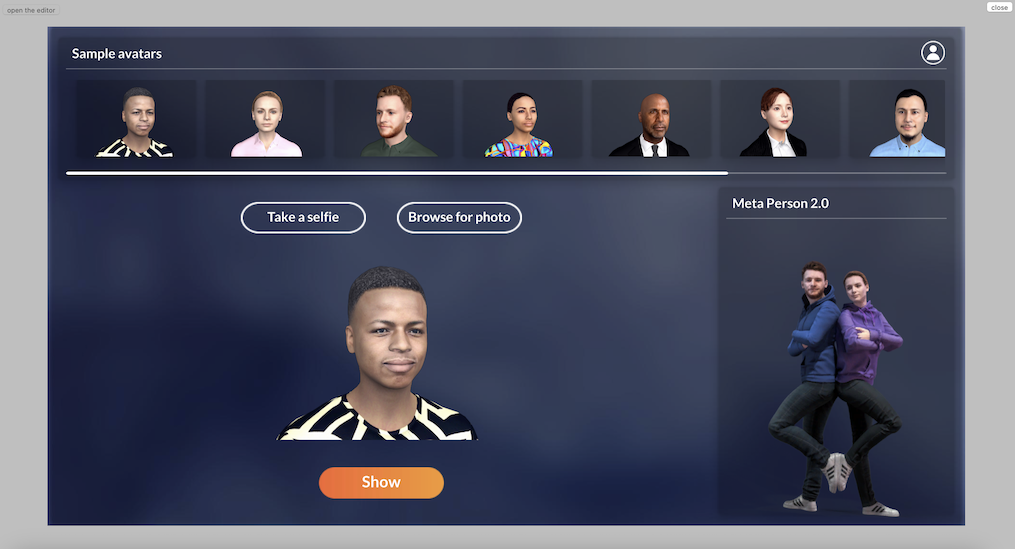 open the editor
close
Sample avatars
Take a selfie
Browse for photo
Meta Person 2.0
Show